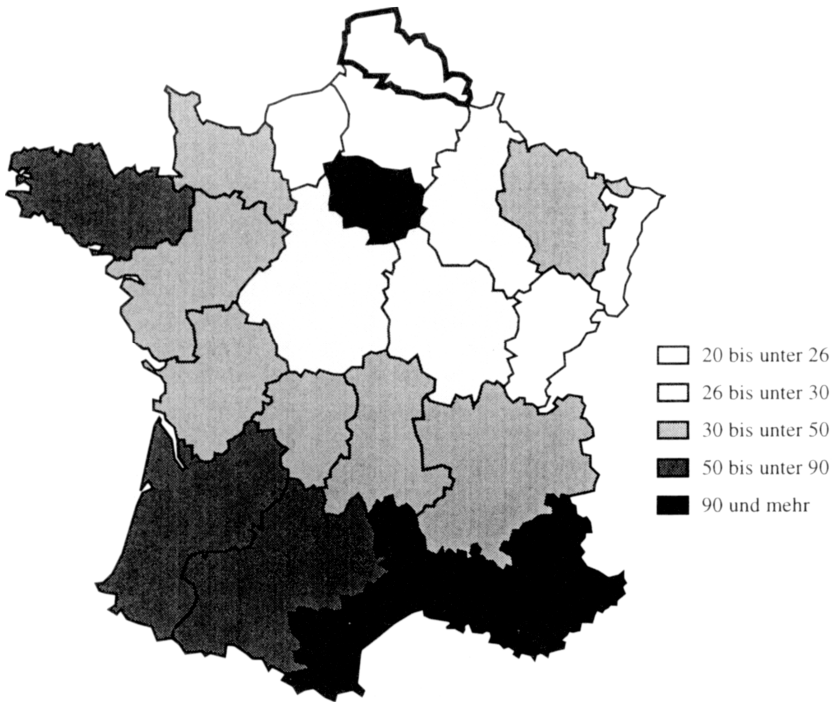 20 bis unter 26
26 bis unter 30
30 bis unter 50
50 bis unter 90
90 und mehr